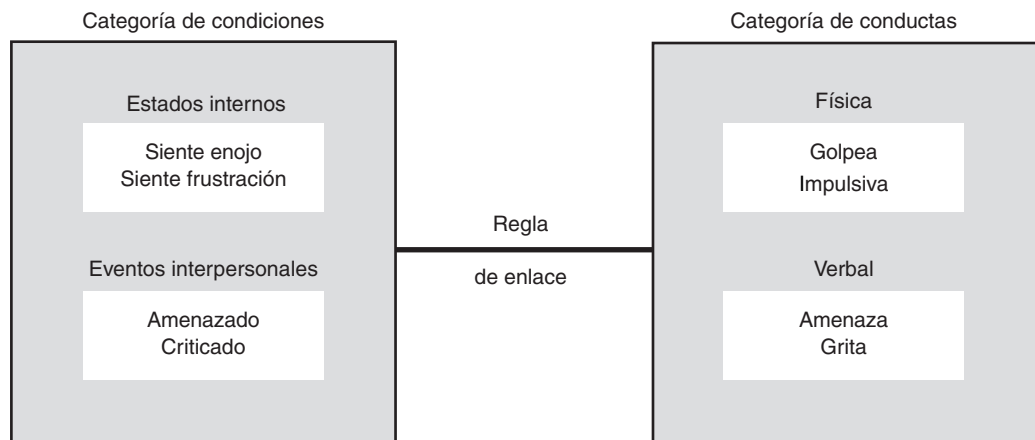 Categoría de condiciones
Estados internos
Siente enojo
Siente frustración
Eventos interpersonales
Amenazado
Criticado
Regla
de enlace
Categoría de conductas
Física
Golpea
Impulsiva
Verbal
Amenaza
Grita